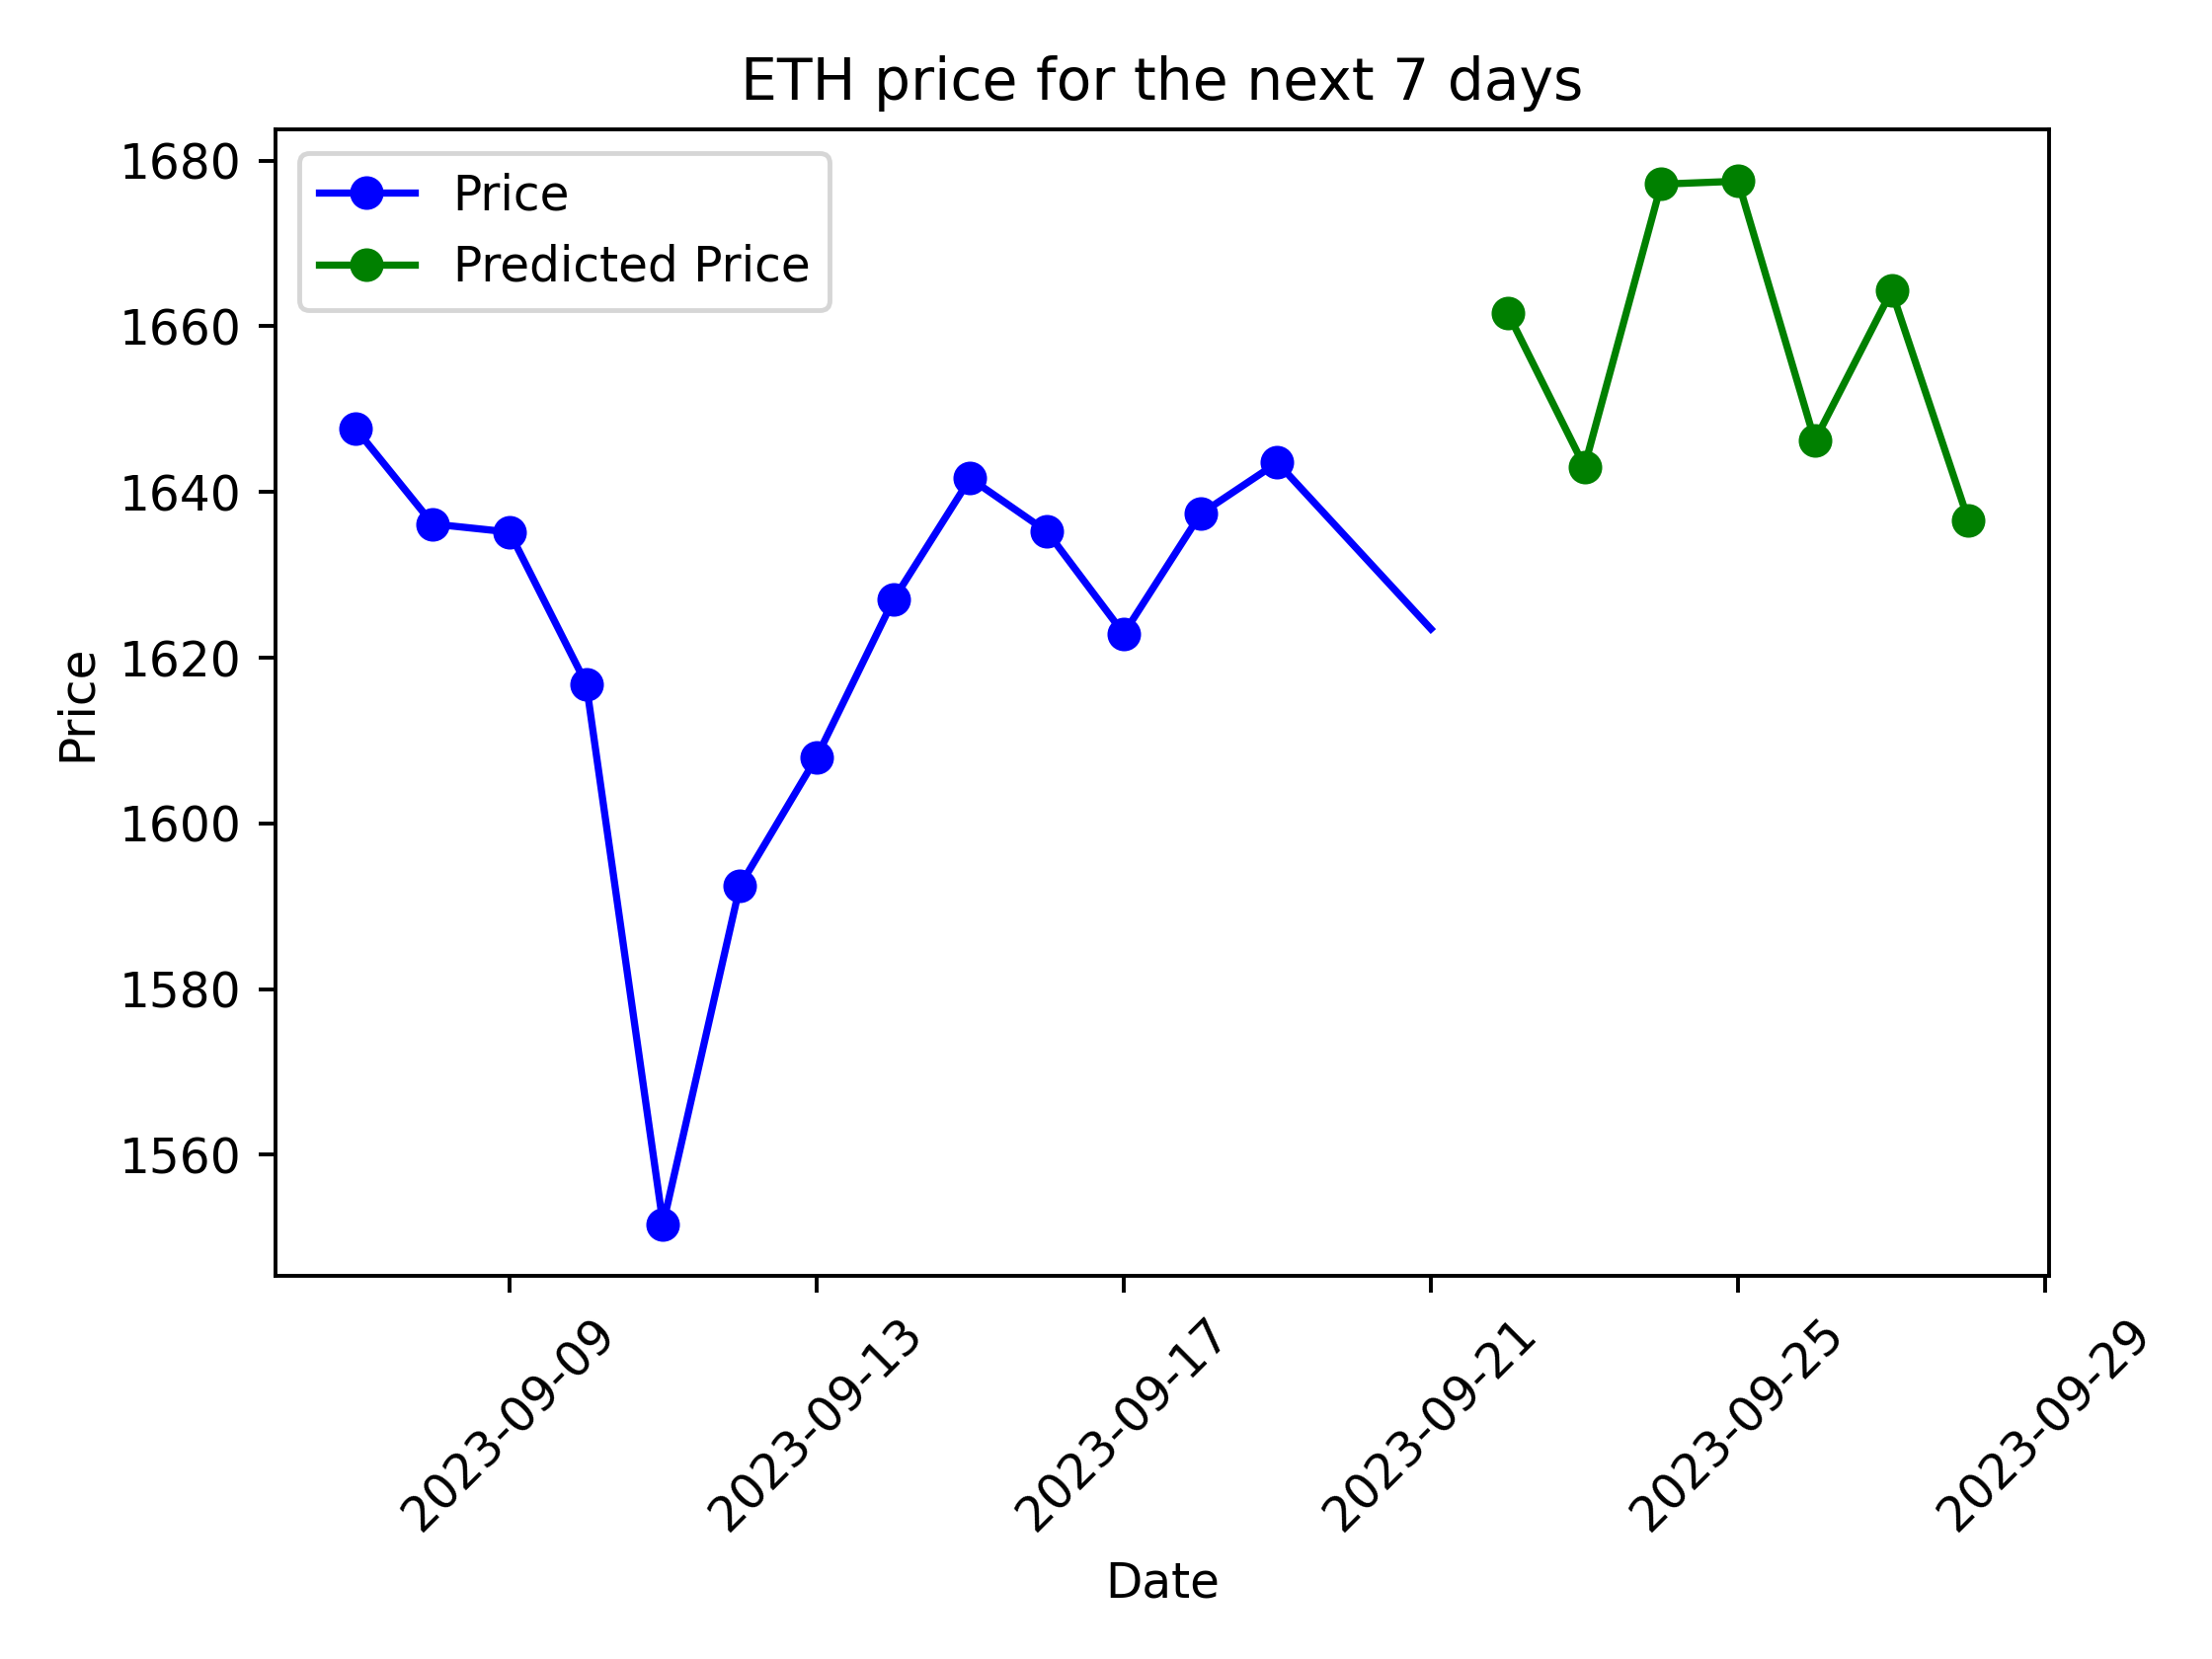 ETH price for the next 7 days
Price
Predicted Price
1680
1660
1640
1620
1600
1580
1560
Price
2023-09-09
2023-09-13
2023-09-17
2023-09-21
2023-09-25
2023-09-29
Date